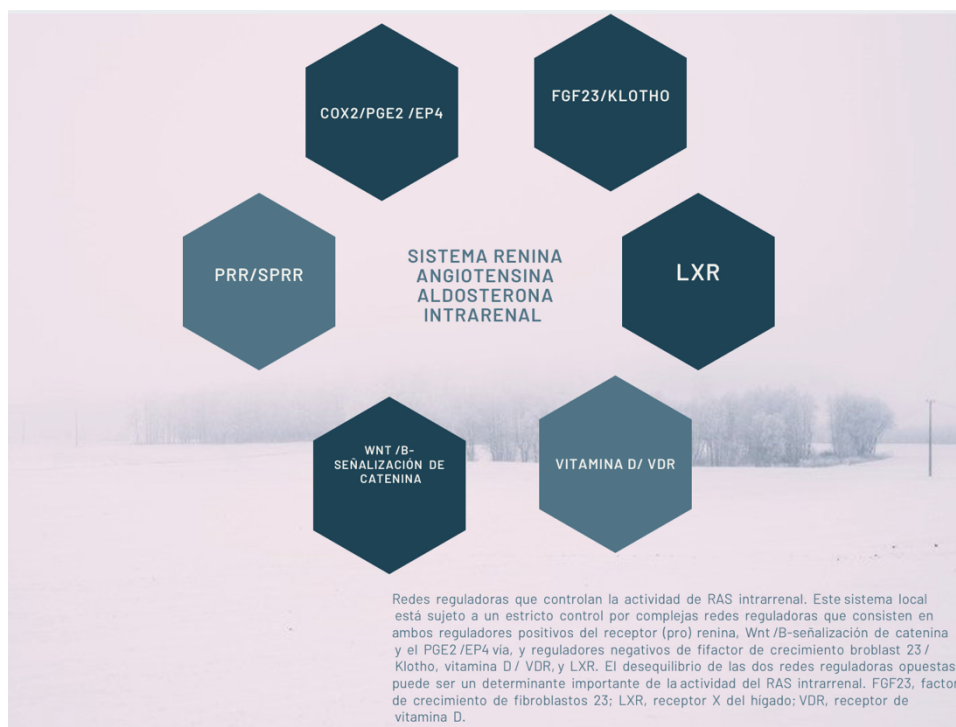 COX2/PGE2 /EP4
FGF23/KLOTHO
PRR/SPRR
SISTEMA RENINA
ANGIOTENSINA
ALDOSTERONA
INTRARENAL
LXR
WNT /B-
SEÑALIZACIÓN DE
CATENINA
VITAMINA D/ VDR
Redes reguladoras que controlan la actividad de RAS intrarrenal. Este sistema local
está sujeto a un estricto control por complejas redes reguladoras que consisten en
ambos reguladores positivos del receptor (pro) renina, Wnt /B-señalización de catenina
y el PGE2 /EP4 vía, y reguladores negativos de fifactor de crecimiento broblast 23 /
Klotho, vitamina D / VDR, y LXR. El desequilibrio de las dos redes reguladoras opuestas
puede ser un determinante importante de la actividad del RAS intrarrenal. FGF23, factor
de crecimiento de fibroblastos 23; LXR, receptor X del hígado; VDR, receptor de
vitamina D.